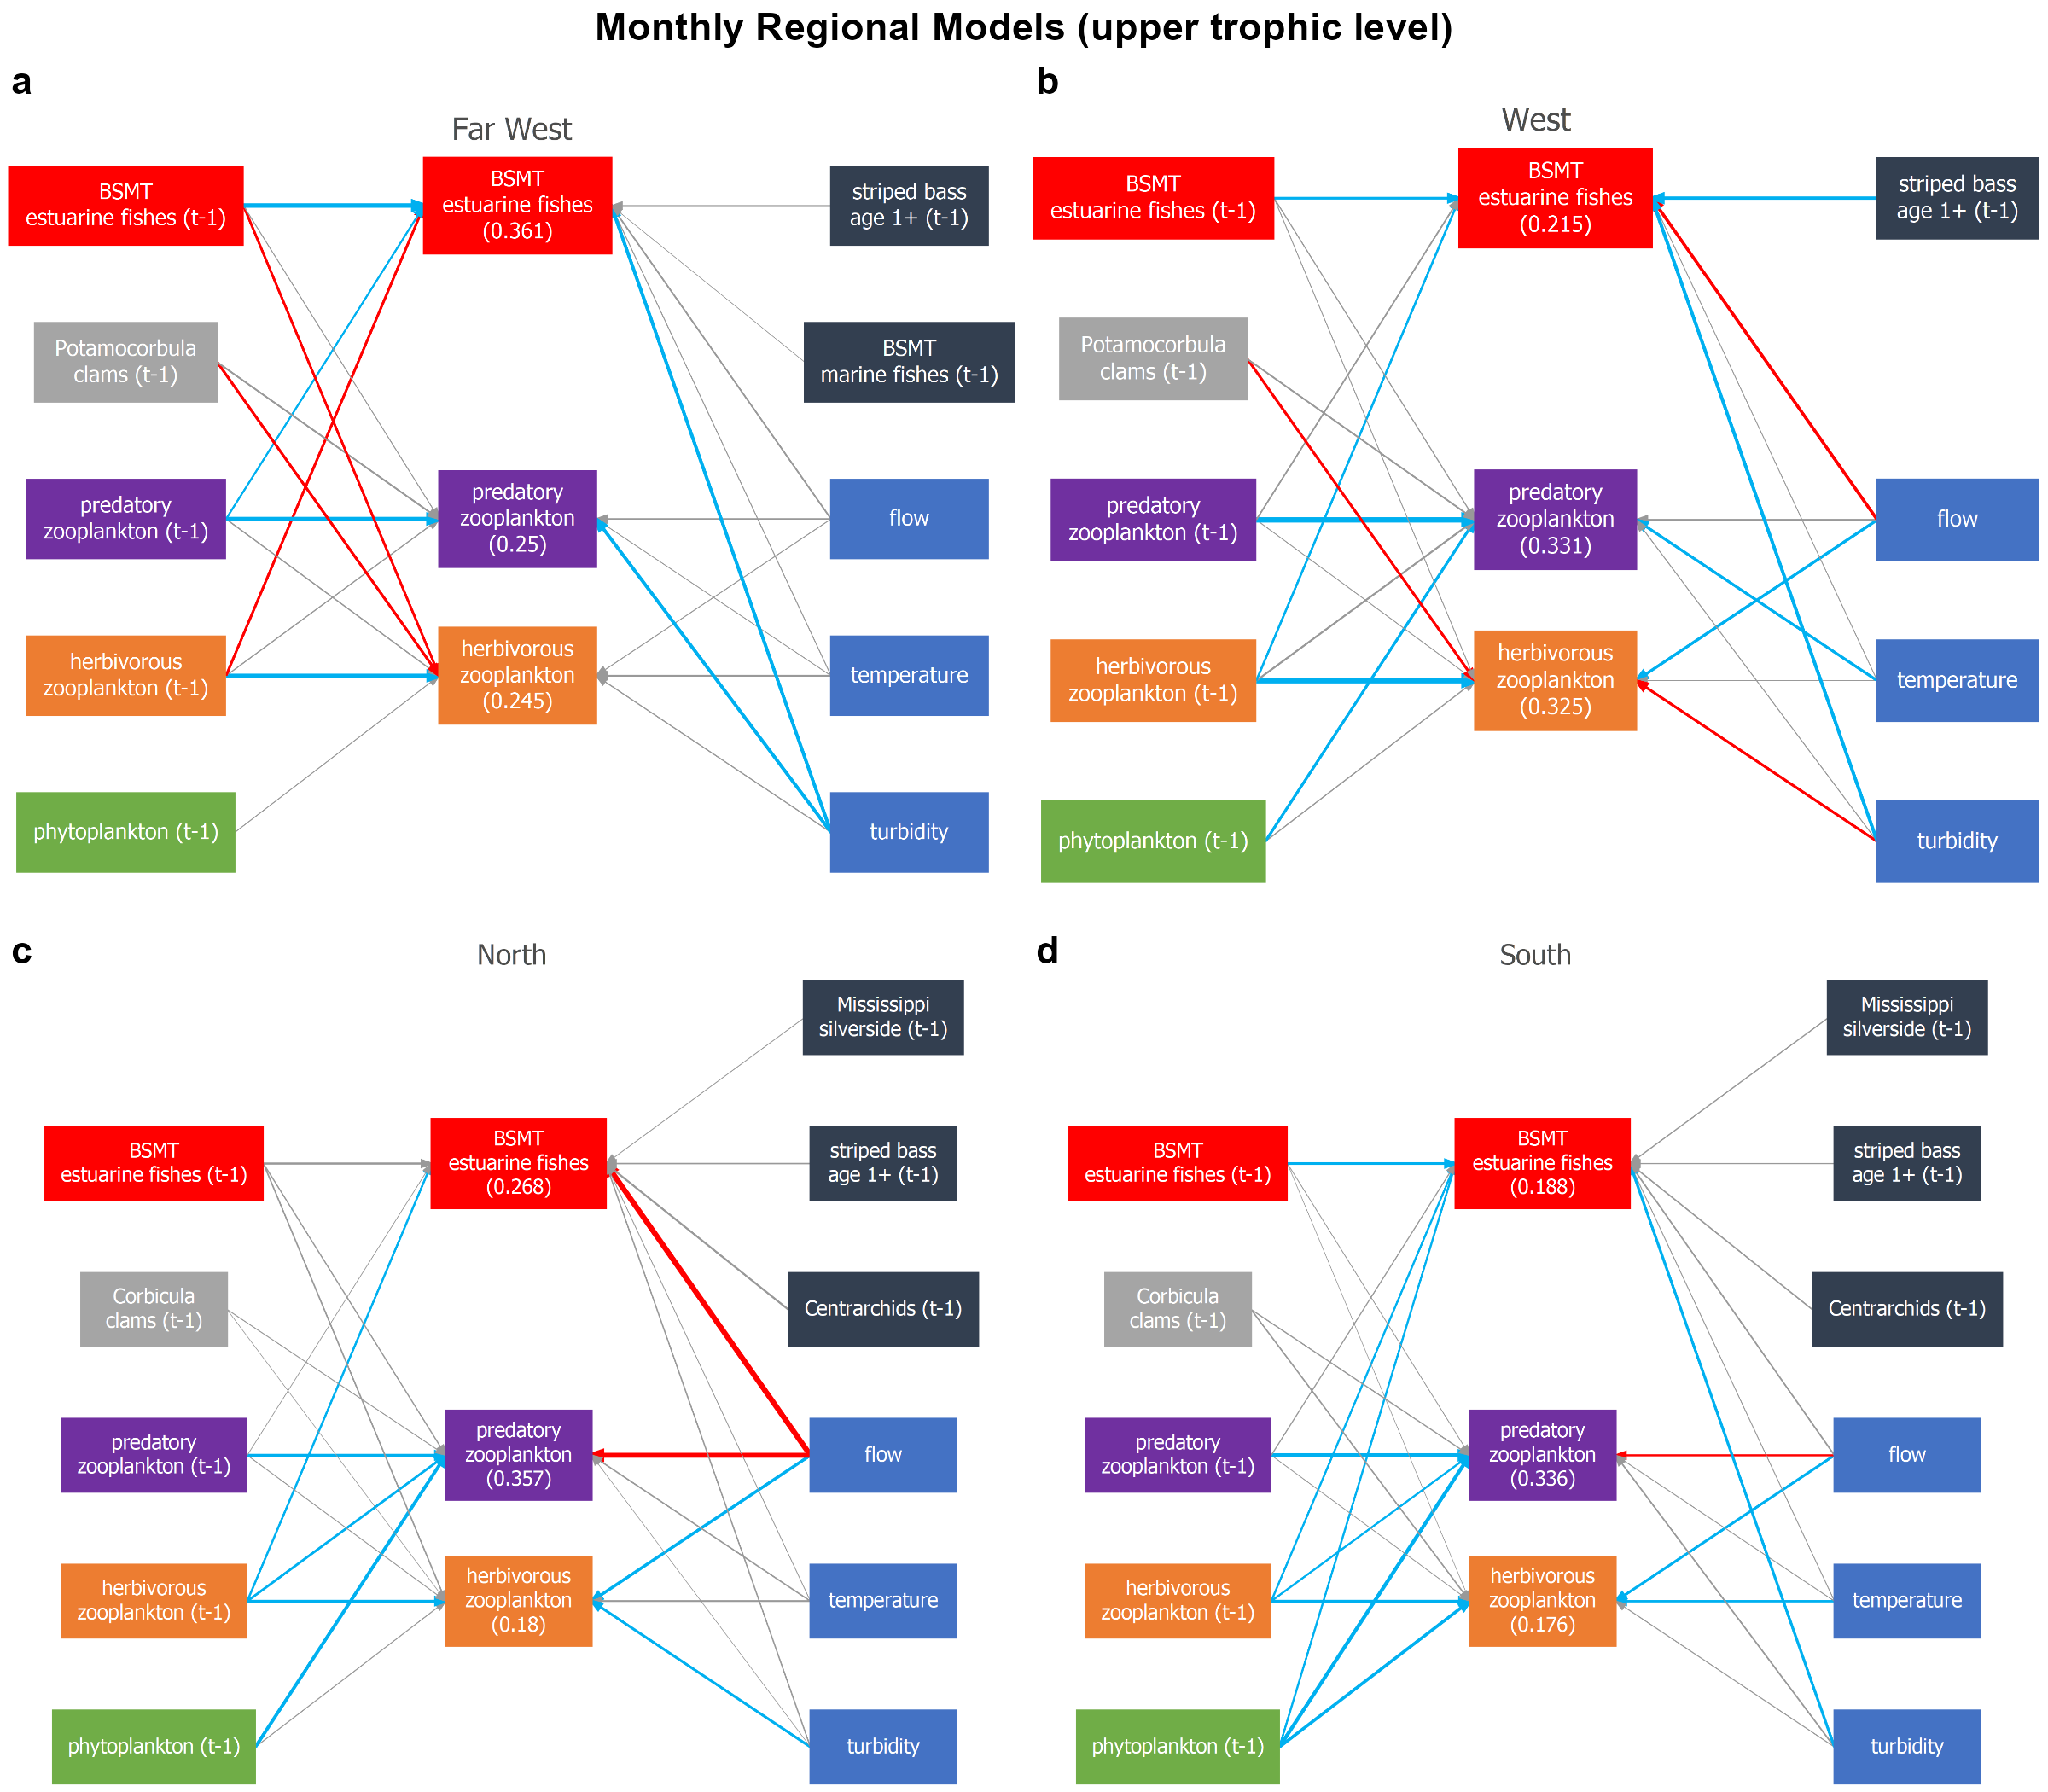 Monthly Regional Models (upper trophic level)
a
Far West
BSMT
estuarine fishes (t-1)
BSMT
estuarine fishes
(0.361)
striped bass
age 1+ (t-1)
Potamocorbula
clams (t-1)
BSMT
marine fishes (t-1)
predatory
zooplankton (t-1)
predatory
zooplankton
(0.25)
flow
herbivorous
zooplankton (t-1)
herbivorous
zooplankton
(0.245)
temperature
phytoplankton (t-1)
turbidity
b
West
BSMT
estuarine fishes (t-1)
BSMT
estuarine fishes
(0.215)
striped bass
age 1+ (t-1)
Potamocorbula
clams (t-1)
predatory
zooplankton (t-1)
predatory
zooplankton
(0.331)
flow
herbivorous
zooplankton (t-1)
herbivorous
zooplankton
(0.325)
temperature
phytoplankton (t-1)
turbidity
c
North
Mississippi
silverside (t-1)
BSMT
estuarine fishes (t-1)
BSMT
estuarine fishes
(0.268)
striped bass
age 1+ (t-1)
Corbicula
clams (t-1)
Centrarchids (t-1)
predatory
zooplankton (t-1)
predatory
zooplankton
(0.357)
flow
herbivorous
zooplankton (t-1)
herbivorous
zooplankton
(0.18)
temperature
phytoplankton (t-1)
turbidity
d
South
Mississippi
silverside (t-1)
BSMT
estuarine fishes (t-1)
BSMT
estuarine fishes
(0.188)
striped bass
age 1+ (t-1)
Corbicula
clams (t-1)
Centrarchids (t-1)
predatory
zooplankton (t-1)
predatory
zooplankton
(0.336)
flow
herbivorous
zooplankton (t-1)
herbivorous
zooplankton
(0.176)
temperature
phytoplankton (t-1)
turbidity